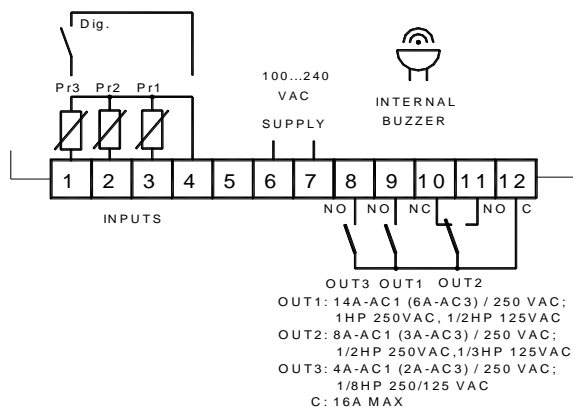 Dig.
Pr3 Pr2 Pr1
100...240
VAC
SUPPLY
INTERNAL
BUZZER
1 2 3 4 5 6 7 8 9 10 11 12
INPUTS
NO NO NC NO C
OUT3 OUT1 OUT2
OUT1: 14A-AC1 (6A-AC3) / 250 VAC;
1HP 250VAC, 1/2HP 125VAC
OUT2: 8A-AC1 (3A-AC3) / 250 VAC;
1/2HP 250VAC,1/3HP 125VAC
OUT3: 4A-AC1 (2A-AC3) / 250 VAC;
1/8HP 250/125 VAC
C: 16A MAX